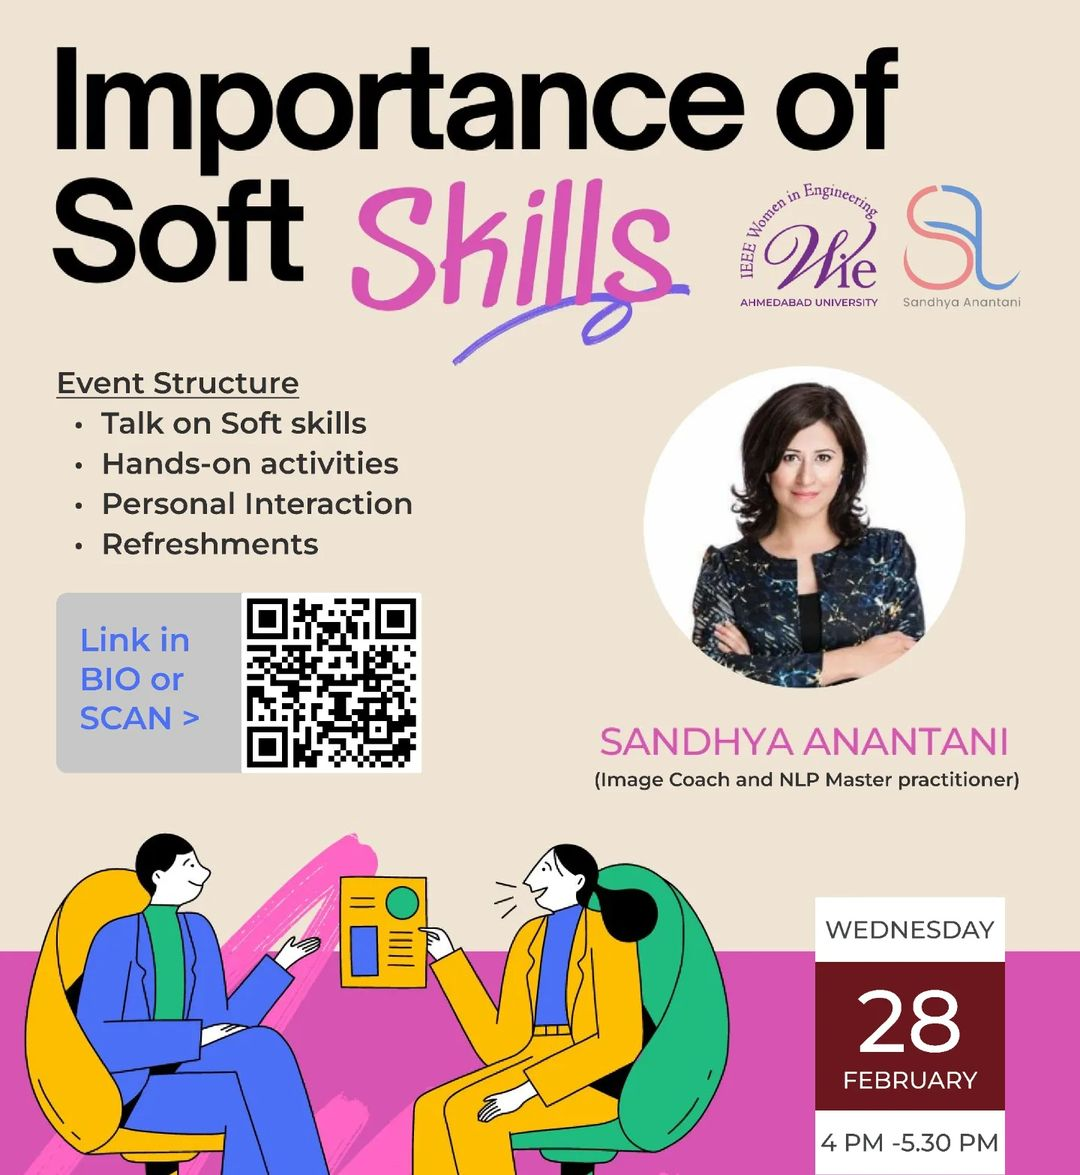 Importance of
Soft Skills
IEEE Women in Engineering
Wie
AHMEDABAD UNIVERSITY
SA
Sandhya Anantani
Event Structure
• Talk on Soft skills
• Hands-on activities
• Personal Interaction
• Refreshments
Link in
BIO or
SCAN >
SANDHYA ANANTANI
(Image Coach and NLP Master practitioner)
WEDNESDAY
28
FEBRUARY
4 PM -5.30 PM